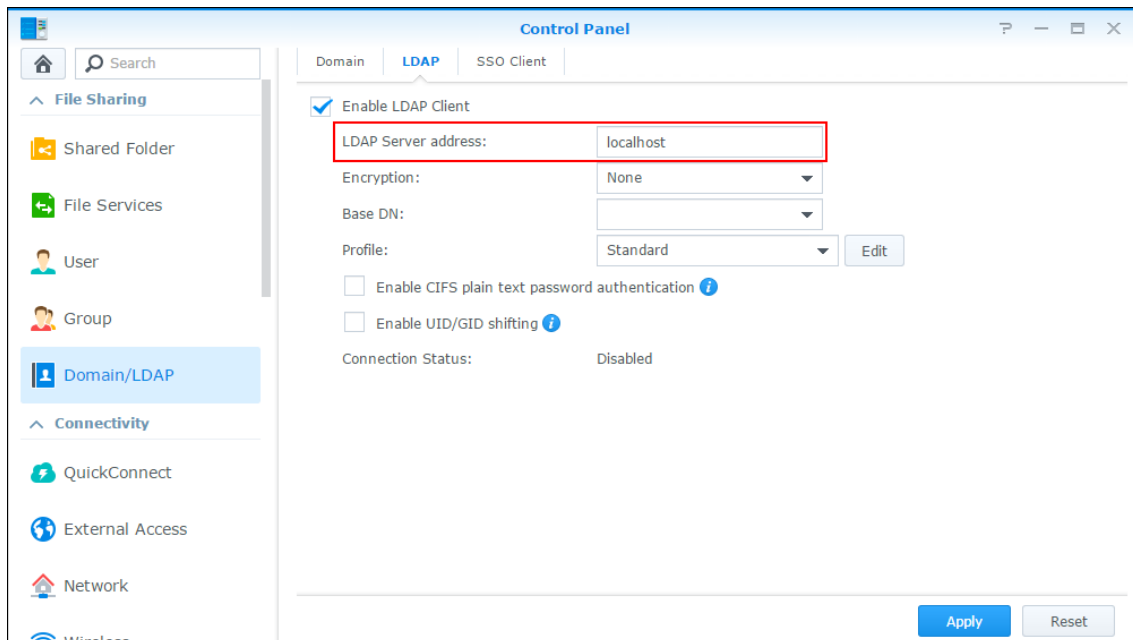 Control Panel
Search
Domain LDAP SSO Client
File Sharing
Shared Folder
File Services
User
Group
Domain/LDAP
Connectivity
QuickConnect
External Access
Network
Wireless
Enable LDAP Client
LDAP Server address: localhost
Encryption: None
Base DN:
Profile: Standard Edit
Enable CIFS plain text password authentication
Enable UID/GID shifting
Connection Status: Disabled
Apply Reset